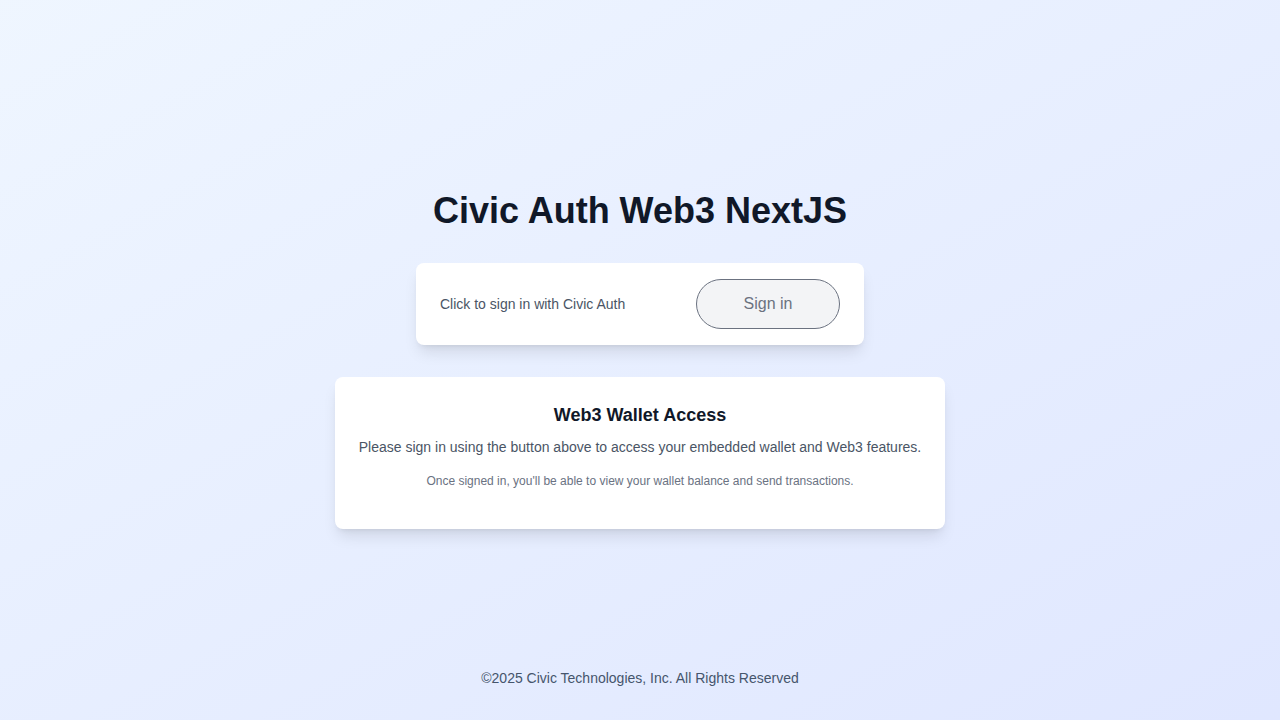 Civic Auth Web3 NextJS
Click to sign in with Civic Auth
Sign in
Web3 Wallet Access
Please sign in using the button above to access your embedded wallet and Web3 features.
Once signed in, you'll be able to view your wallet balance and send transactions.
©2025 Civic Technologies, Inc. All Rights Reserved